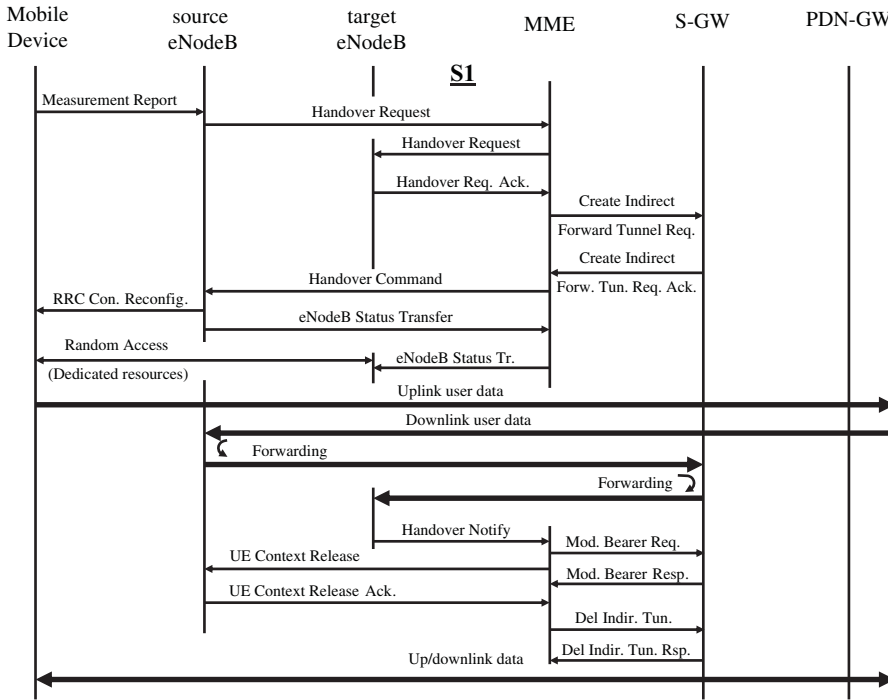 Mobile
Device
source
eNodeB
target
eNodeB
MME
S-GW
PDN-GW
S1
Measurement Report
Handover Request
Handover Request
Handover Req. Ack.
Create Indirect
Forward Tunnel Req.
Create Indirect
Forw. Tun. Req. Ack.
Handover Command
RRC Con. Reconfig.
eNodeB Status Transfer
Random Access
(Dedicated resources)
eNodeB Status Tr.
Uplink user data
Downlink user data
Forwarding
Forwarding
Handover Notify
Mod. Bearer Req.
UE Context Release
Mod. Bearer Resp.
UE Context Release Ack.
Del Indir. Tun.
Del Indir. Tun. Rsp.
Up/downlink data